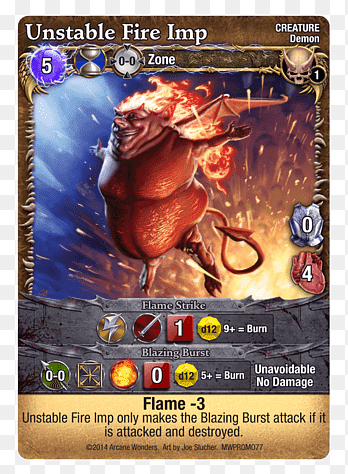 Unstable Fire Imp
CREATURE
Demon
5
0-0 Zone
1
0
4
Flame Strike
1 d12 9+ = Burn
Blazing Burst
0-0 0 d12 5+ = Burn Unavoidable
No Damage
Flame -3
Unstable Fire Imp only makes the Blazing Burst attack if it
is attacked and destroyed.
©2014 Arcane Wonders. Art by Joe Slucher. MWPROMO77